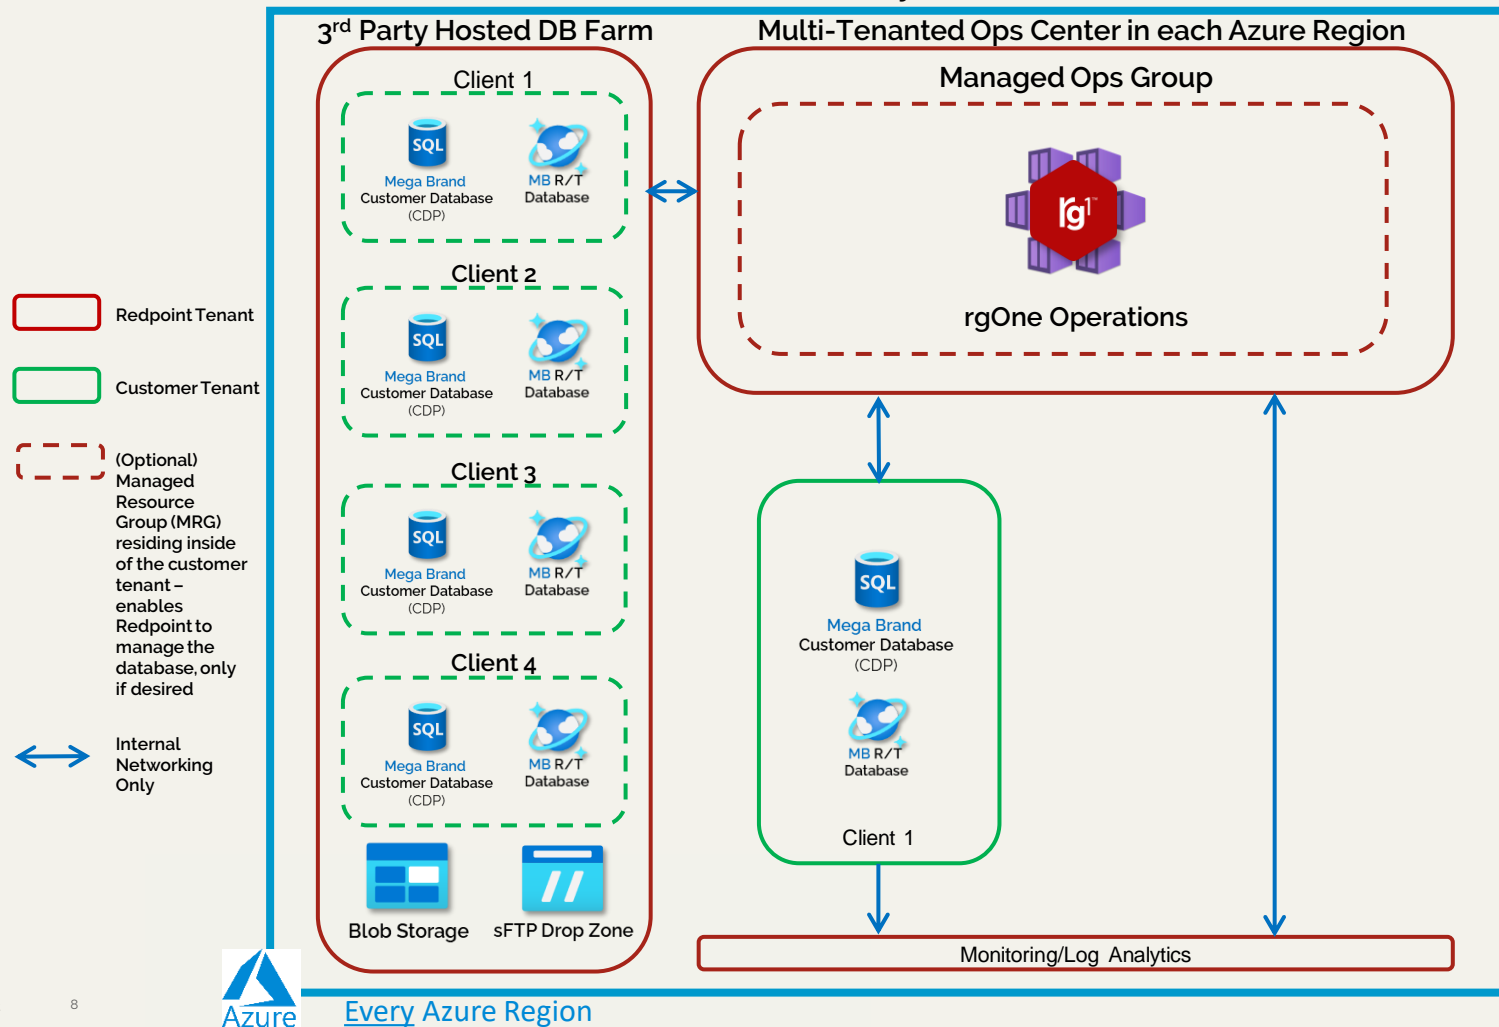 3rd Party Hosted DB Farm
Multi-Tenanted Ops Center in each Azure Region
Client 1
SQL
Mega Brand
Customer Database
(CDP)
MB R/T
Database
Client 2
SQL
Mega Brand
Customer Database
(CDP)
MB R/T
Database
Client 3
SQL
Mega Brand
Customer Database
(CDP)
MB R/T
Database
Client 4
SQL
Mega Brand
Customer Database
(CDP)
MB R/T
Database
Blob Storage
sFTP Drop Zone
Managed Ops Group
rg1™
rgOne Operations
SQL
Mega Brand
Customer Database
(CDP)
MB R/T
Database
Client 1
Monitoring/Log Analytics
Redpoint Tenant
Customer Tenant
(Optional)
Managed
Resource
Group (MRG)
residing inside
of the customer
tenant –
enables
Redpoint to
manage the
database, only
if desired
Internal
Networking
Only
8
Azure
Every Azure Region